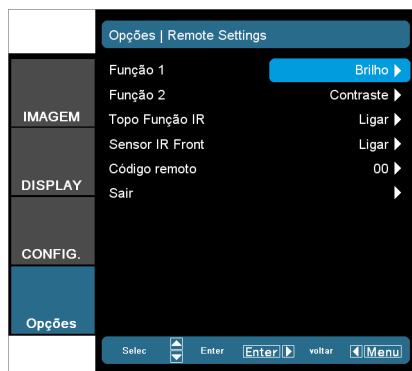 Opções | Remote Settings
Função 1 Brilho
Função 2 Contraste
Topo Função IR Ligar
Sensor IR Front Ligar
Código remoto 00
Sair
IMAGEM
DISPLAY
CONFIG.
Opções
Selec Enter Enter voltar Menu